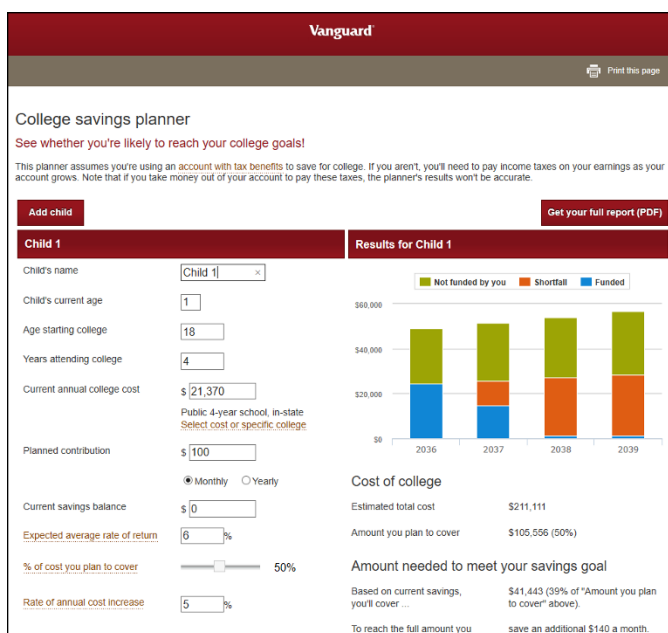 Vanguard
Print this page
College savings planner
See whether you're likely to reach your college goals!
This planner assumes you're using an account with tax benefits to save for college. If you aren't, you'll need to pay income taxes on your earnings as your
account grows. Note that if you take money out of your account to pay these taxes, the planner's results won't be accurate.
Add child
Get your full report (PDF)
Child 1
Child's name
Child 1 ×
Child's current age
1
Age starting college
18
Years attending college
4
Current annual college cost
$ 21,370
Public 4-year school, in-state
Select cost or specific college
Planned contribution
$ 100
Monthly Yearly
Current savings balance
$ 0
Expected average rate of return
6 %
% of cost you plan to cover
50%
Rate of annual cost increase
5 %
Results for Child 1
Not funded by you Shortfall Funded
$60,000
$40,000
$20,000
$0
2036 2037 2038 2039
Cost of college
Estimated total cost $211,111
Amount you plan to cover $105,556 (50%)
Amount needed to meet your savings goal
Based on current savings, $41,443 (39% of "Amount you plan
you'll cover ... to cover" above).
To reach the full amount you save an additional $140 a month.